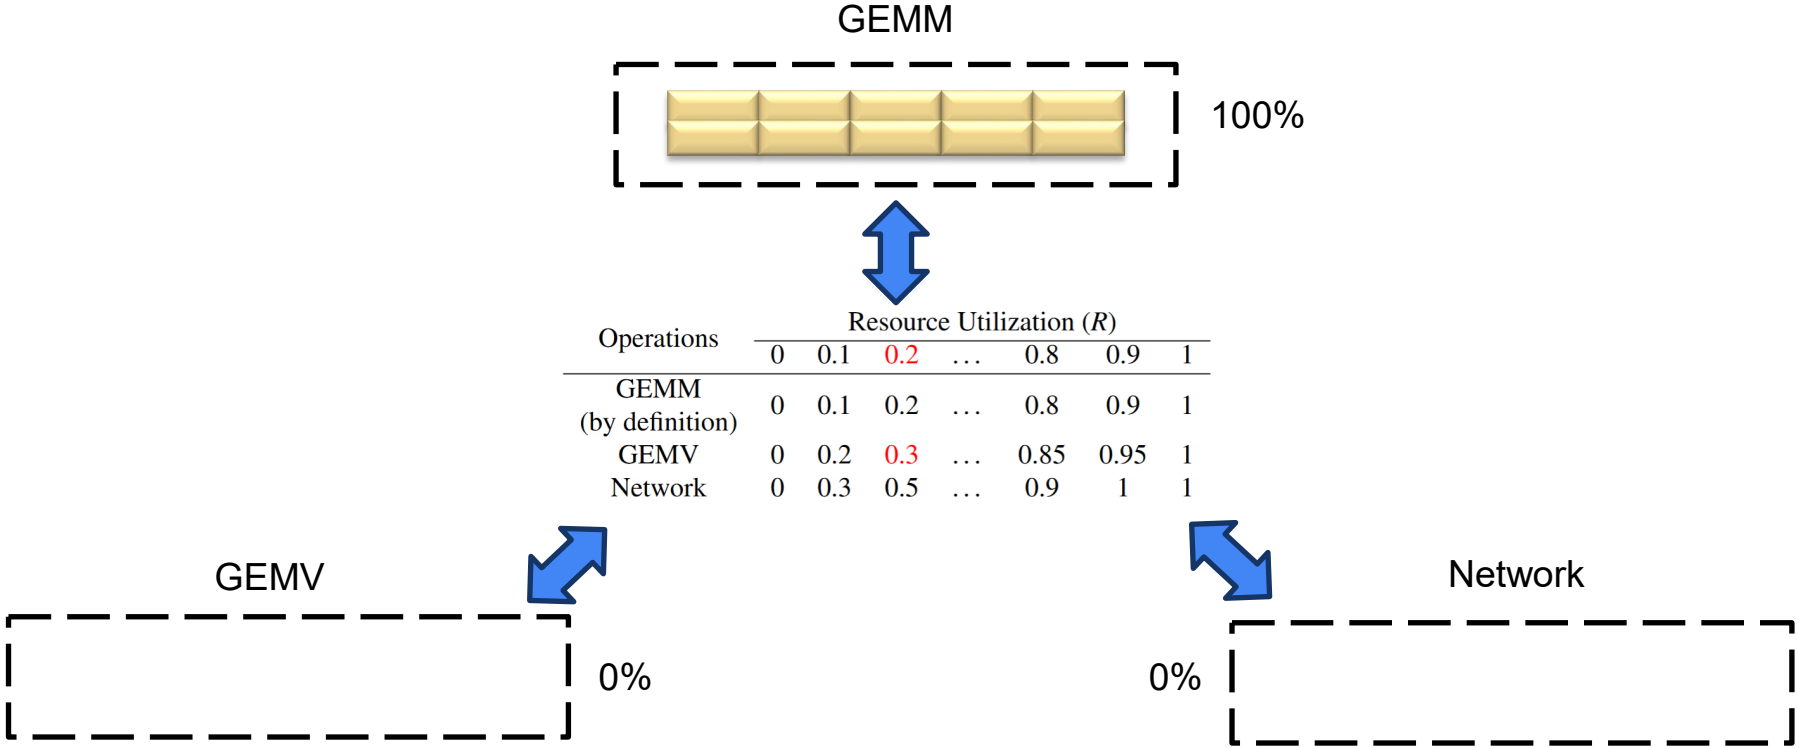 GEMM
100%
Resource Utilization (R)
Operations
0 0.1 0.2 ... 0.8 0.9 1
GEMM
(by definition)
0 0.1 0.2 ... 0.8 0.9 1
GEMV 0 0.2 0.3 ... 0.85 0.95 1
Network 0 0.3 0.5 ... 0.9 1 1
GEMV
0%
Network
0%